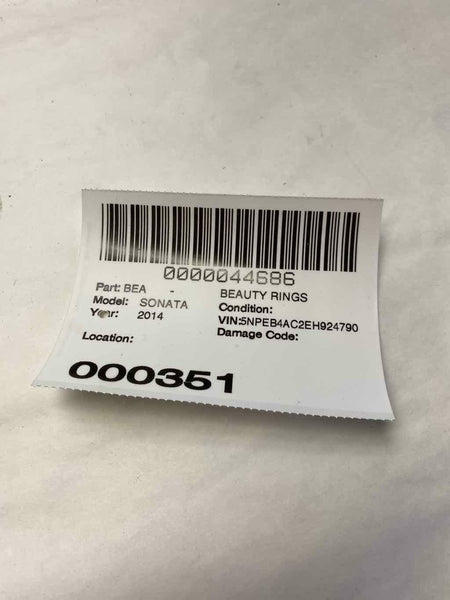 0000044686
Part: BEA - BEAUTY RINGS
Model: SONATA Condition:
Year: 2014 VIN:5NPEB4AC2EH924790
Location: Damage Code:
000351